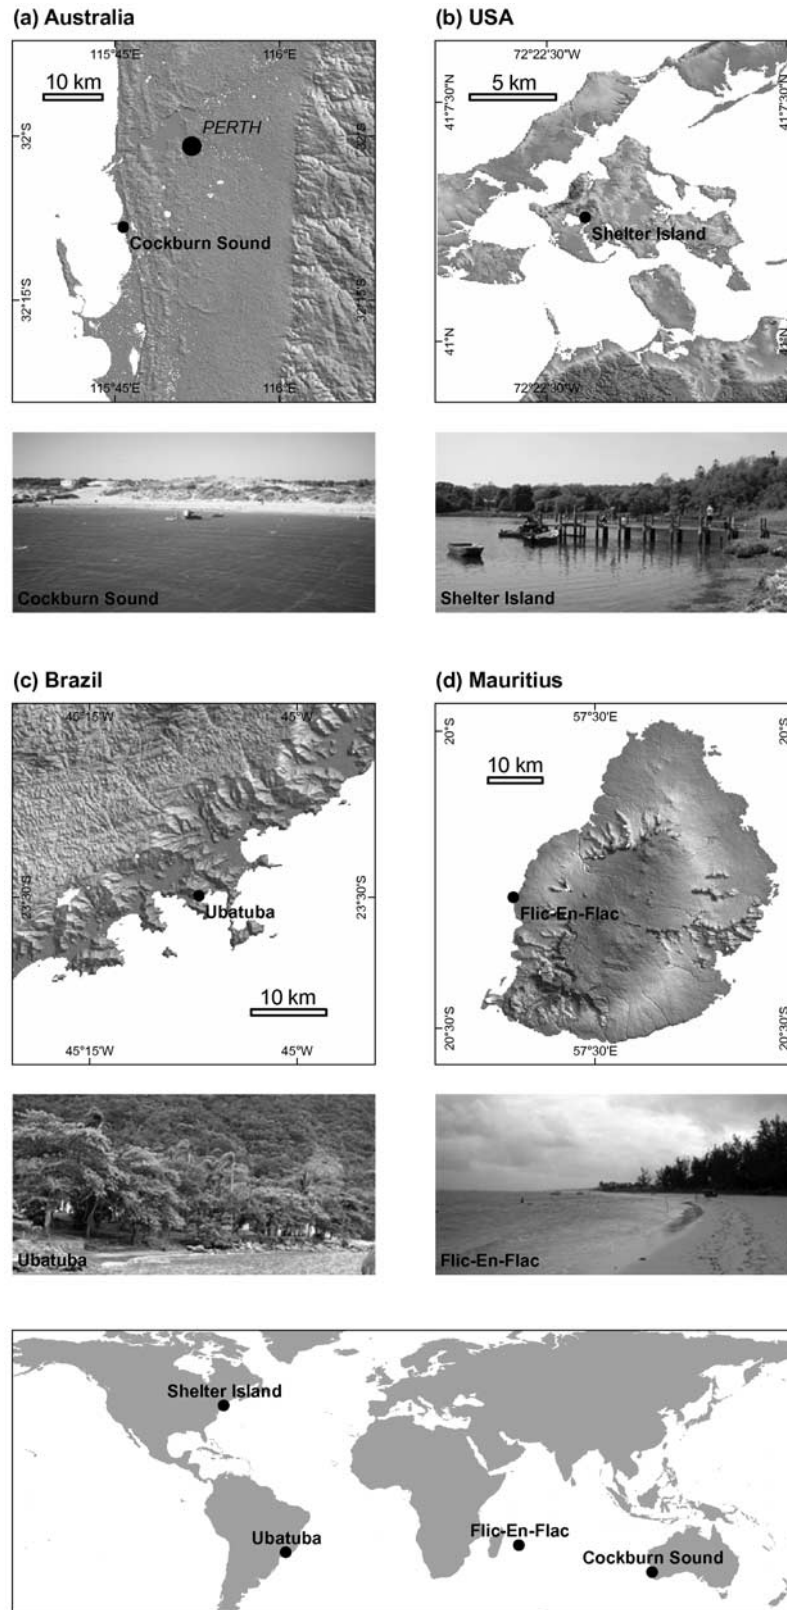 (a) Australia
115°45'E
116°E
10 km
PERTH
32°S
32°S
Cockburn Sound
32°15'S
32°15'S
115°45'E
116°E
Cockburn Sound
(b) USA
72°22'30"W
5 km
41°7'30"N
41°7'30"N
Shelter Island
41°N
41°N
72°22'30"W
Shelter Island
(c) Brazil
45°15'W
45°W
23°30'S
23°30'S
Ubatuba
10 km
45°15'W
45°W
Ubatuba
(d) Mauritius
57°30'E
20°S
20°S
10 km
Flic-En-Flac
20°30'S
20°30'S
57°30'E
Flic-En-Flac
Shelter Island
Ubatuba
Flic-En-Flac
Cockburn Sound